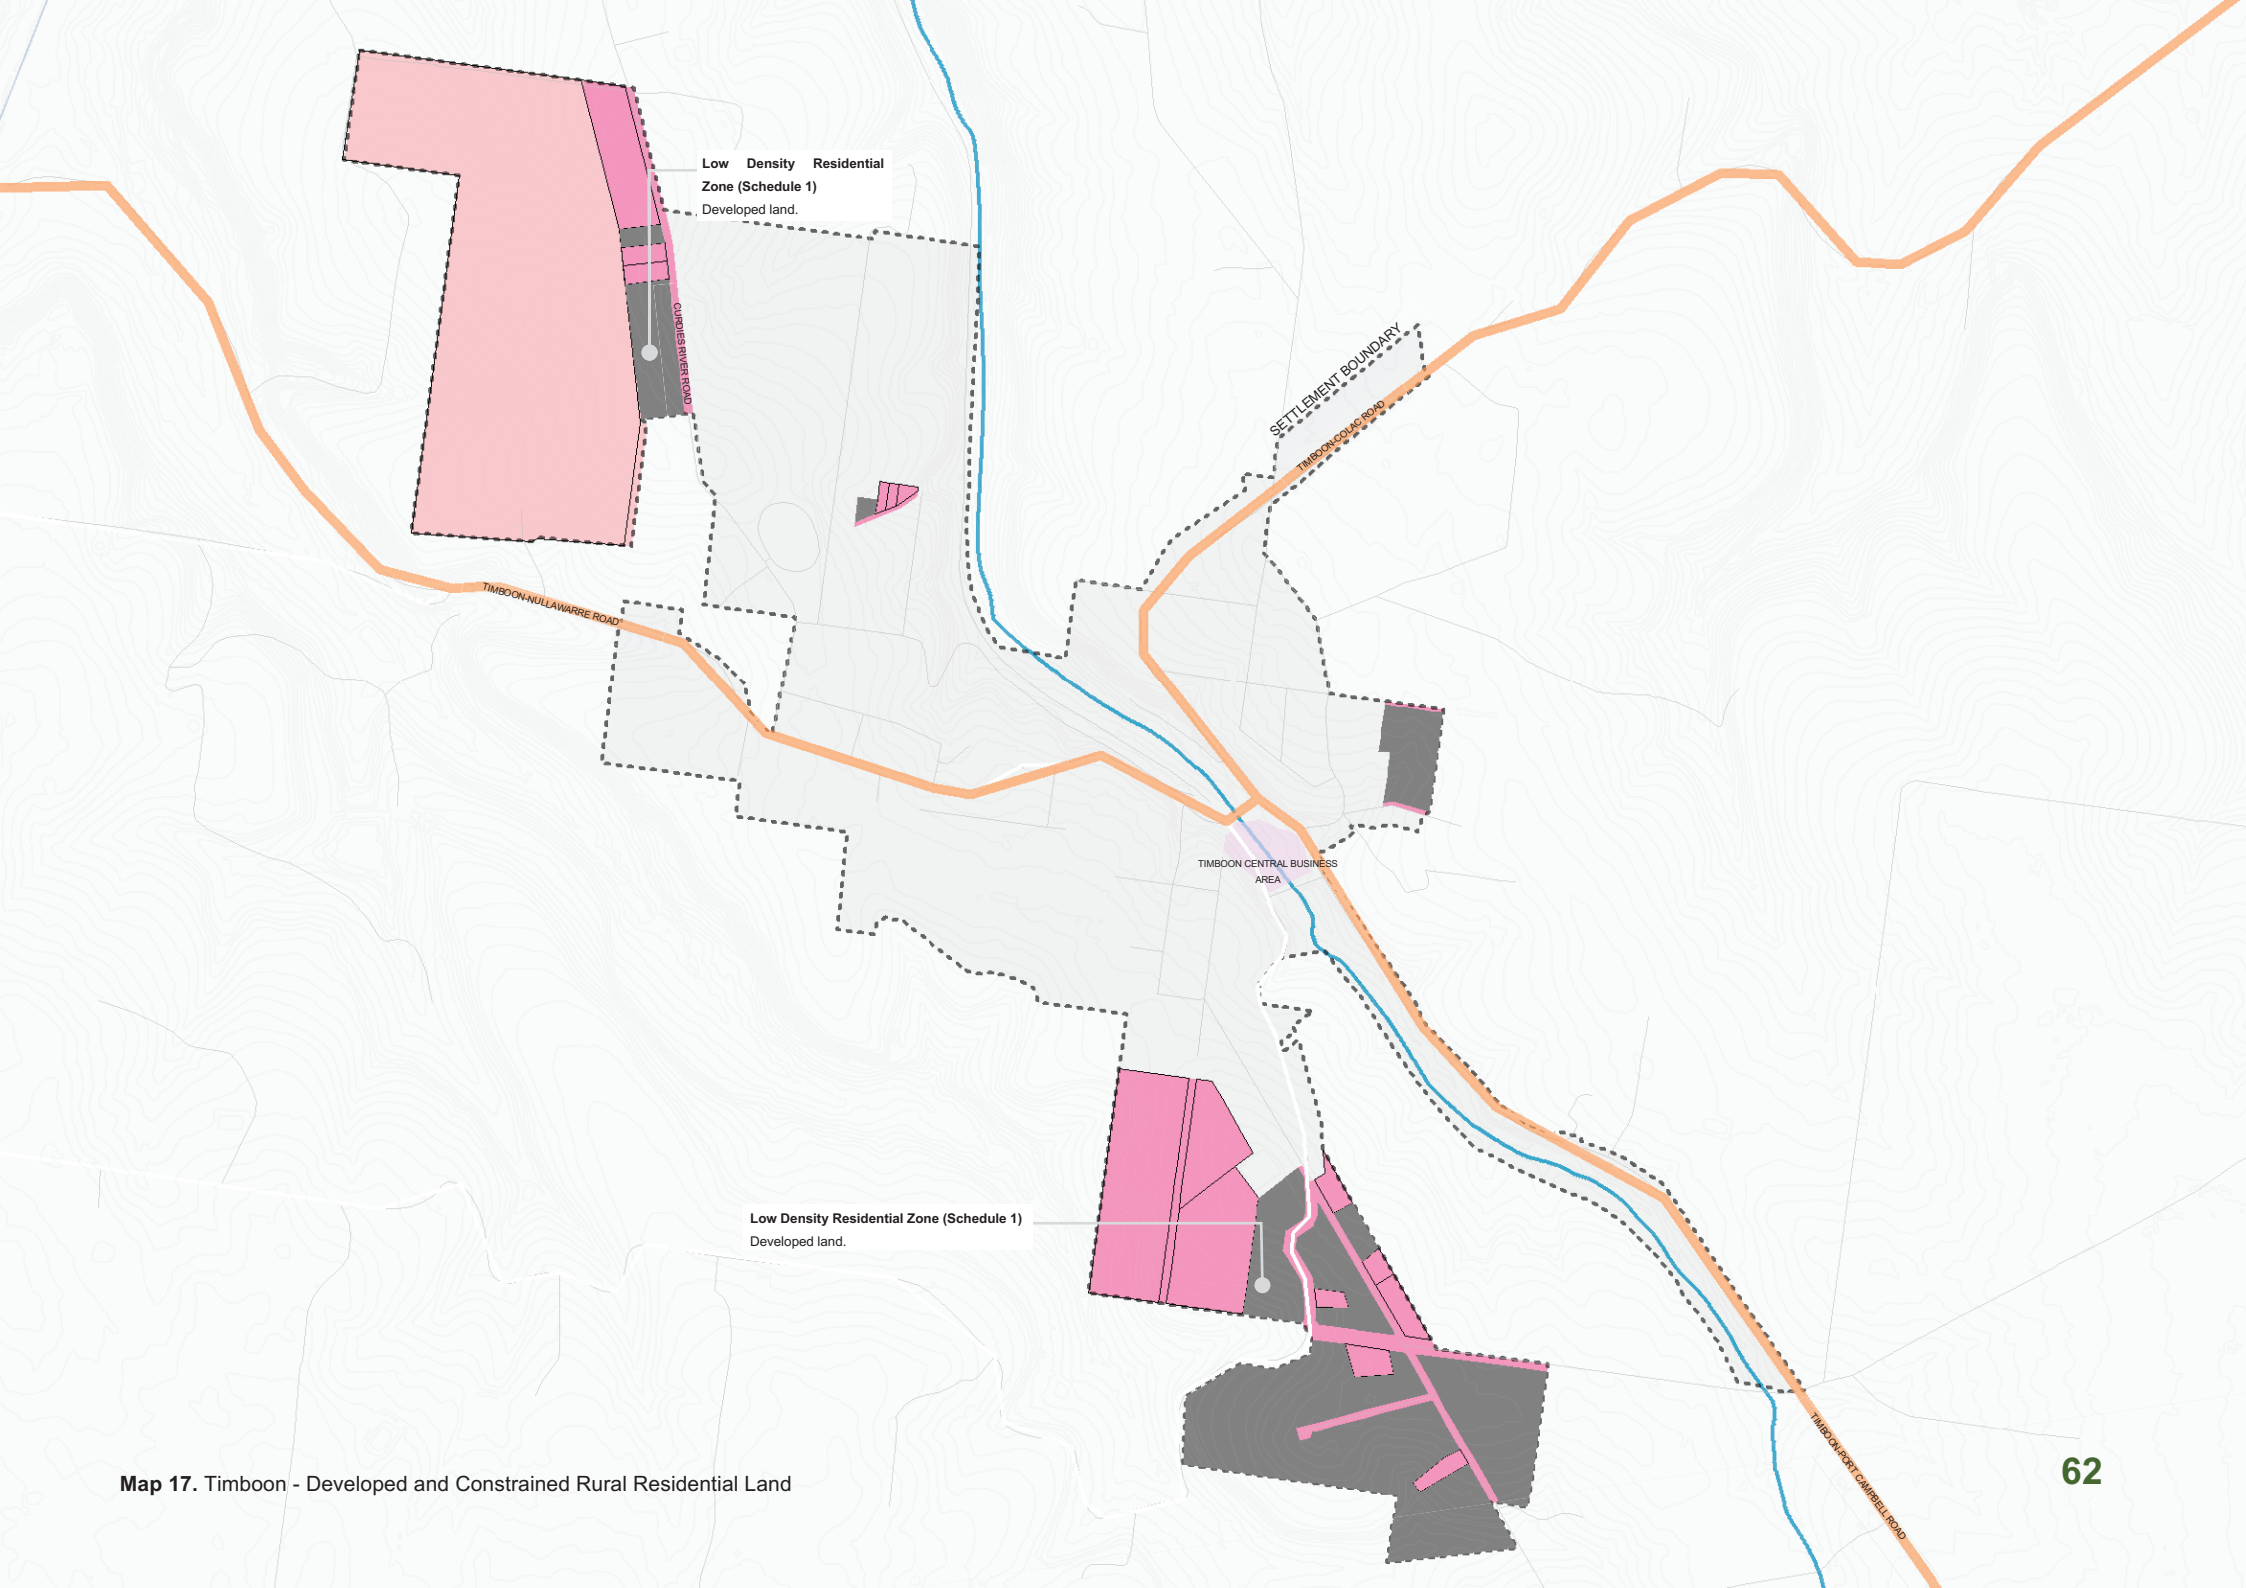 Low Density Residential
Zone (Schedule 1)
Developed land.
CURDIES RIVER ROAD
SETTLEMENT BOUNDARY
TIMBOON-COLAC ROAD
TIMBOON-NULLAWARRE ROAD
TIMBOON CENTRAL BUSINESS
AREA
Low Density Residential Zone (Schedule 1)
Developed land.
TIMBOON-PORT CAMPBELL ROAD
Map 17. Timboon - Developed and Constrained Rural Residential Land
62